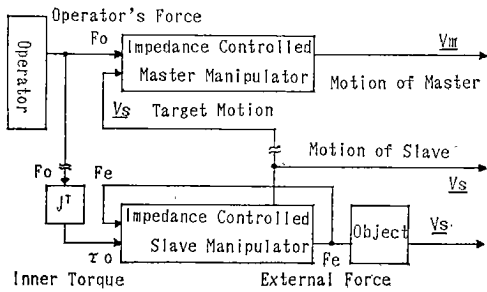 Operator's Force
Operator
Fo
Impedance Controlled
Master Manipulator
Vm
Motion of Master
Vs
Target Motion
Motion of Slave
Vs
Fo
Fe
Jᵀ
Impedance Controlled
Slave Manipulator
Object
Vs
τo
Fe
Inner Torque
External Force